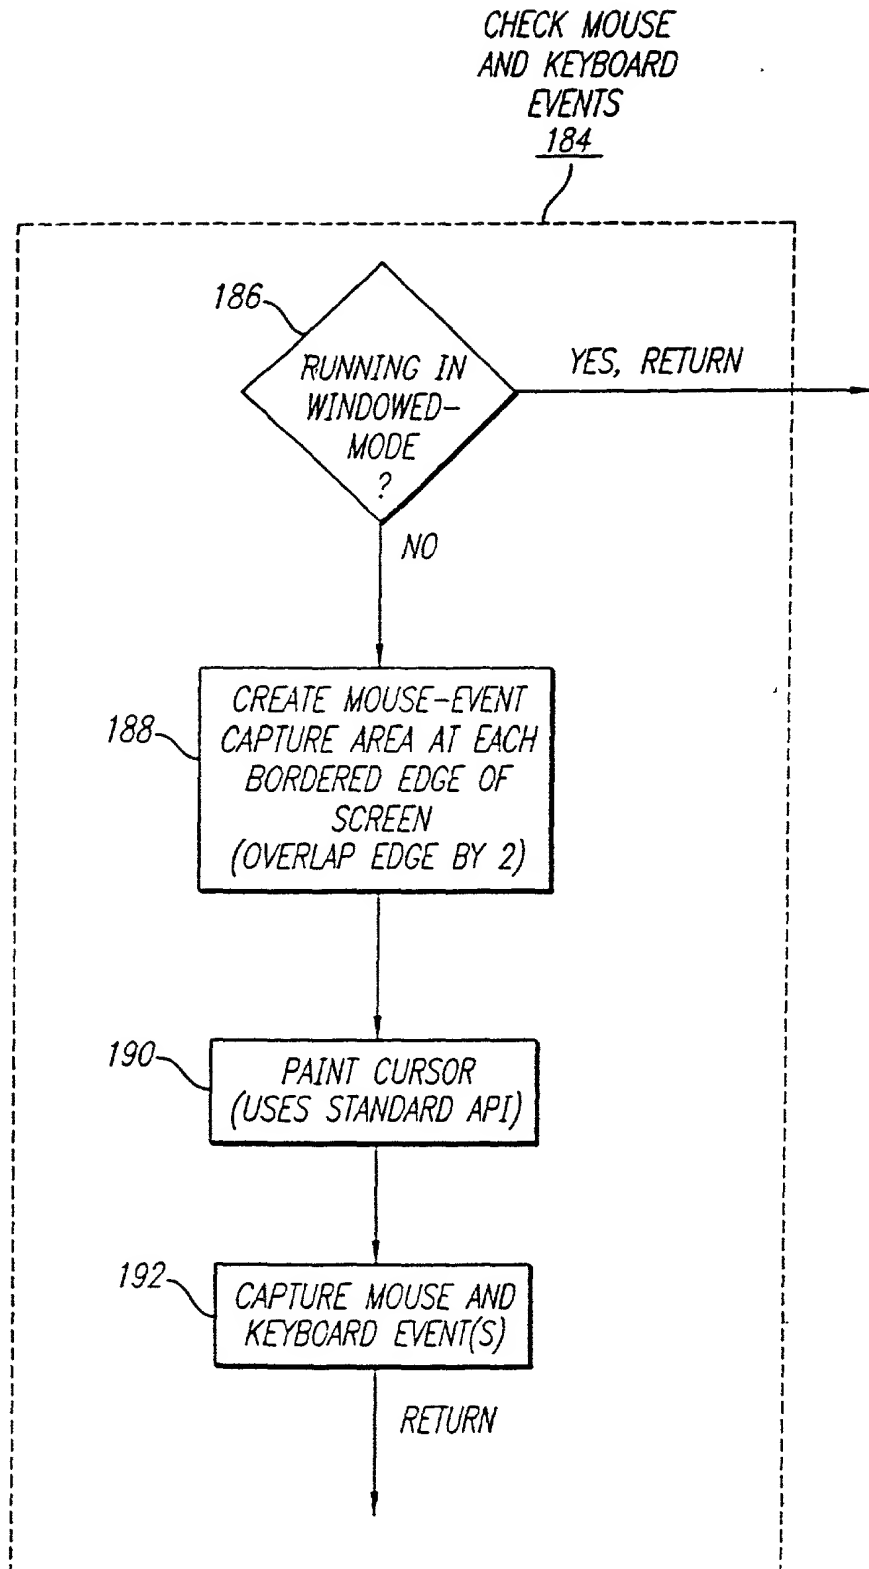 CHECK MOUSE
AND KEYBOARD
EVENTS
184
186
RUNNING IN
WINDOWED-
MODE
?
YES, RETURN
NO
188
CREATE MOUSE-EVENT
CAPTURE AREA AT EACH
BORDERED EDGE OF
SCREEN
(OVERLAP EDGE BY 2)
190
PAINT CURSOR
(USES STANDARD API)
192
CAPTURE MOUSE AND
KEYBOARD EVENT(S)
RETURN